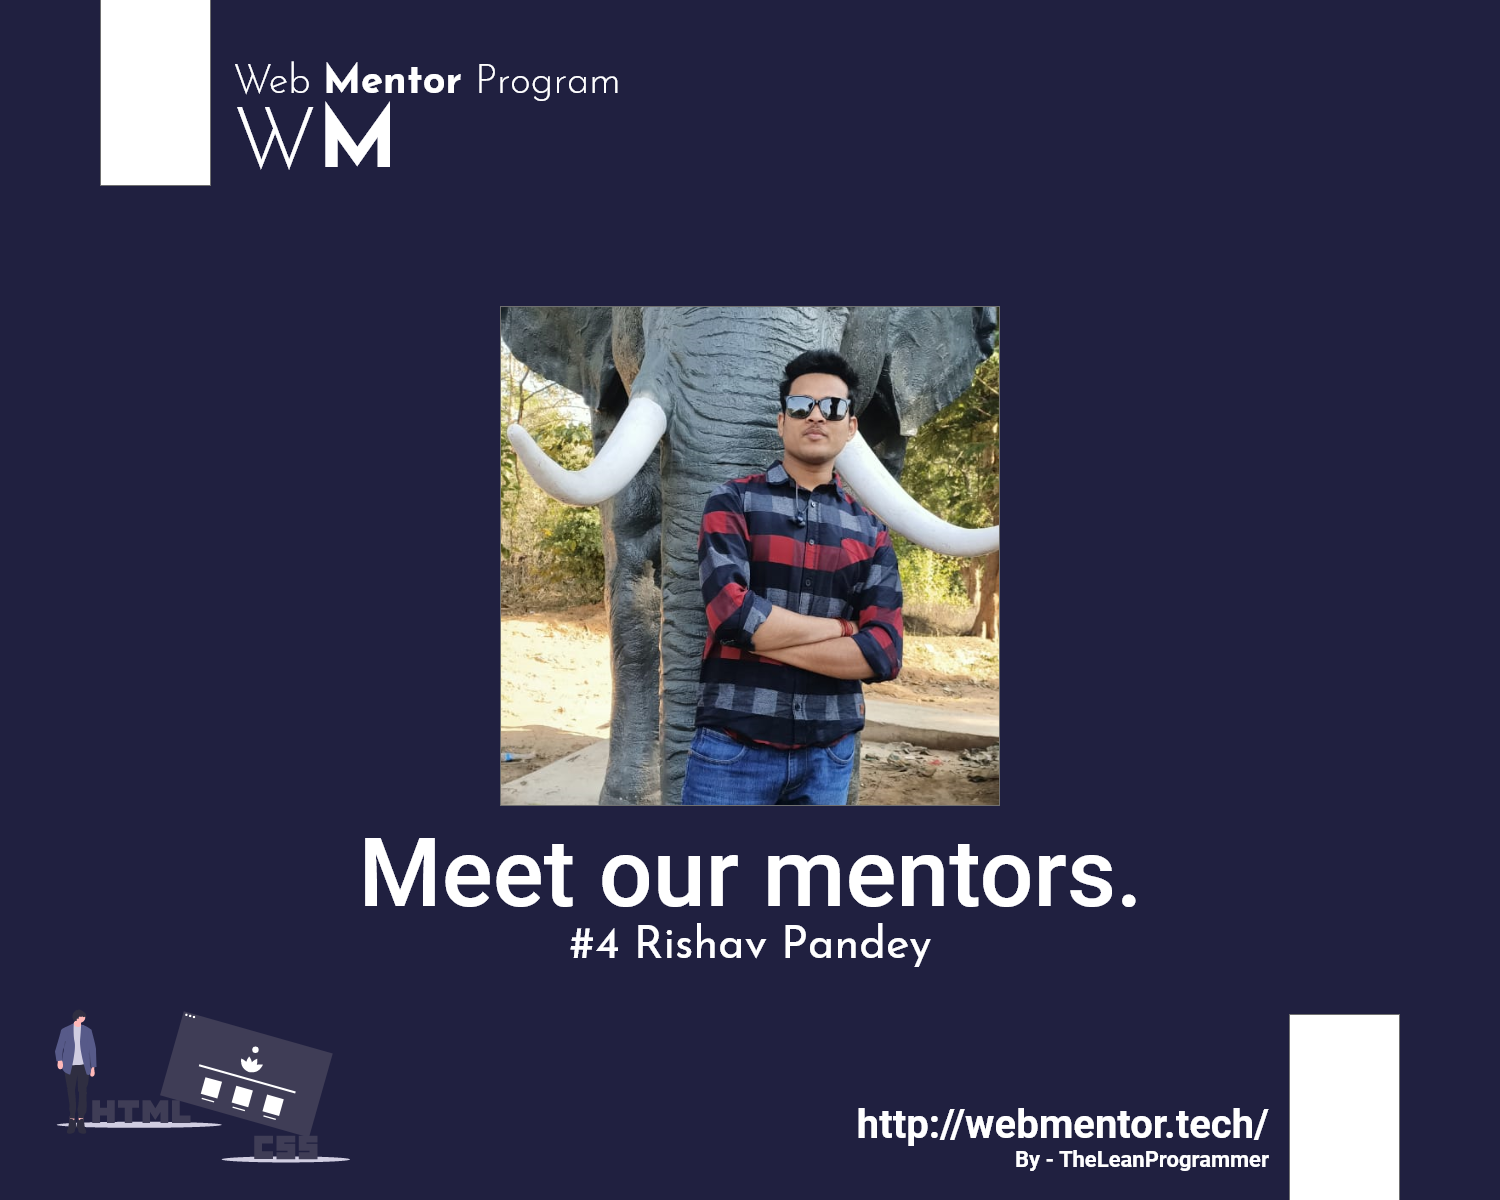 Web Mentor Program
WM
Meet our mentors.
#4 Rishav Pandey
HTML
CSS
http://webmentor.tech/
By - TheLeanProgrammer